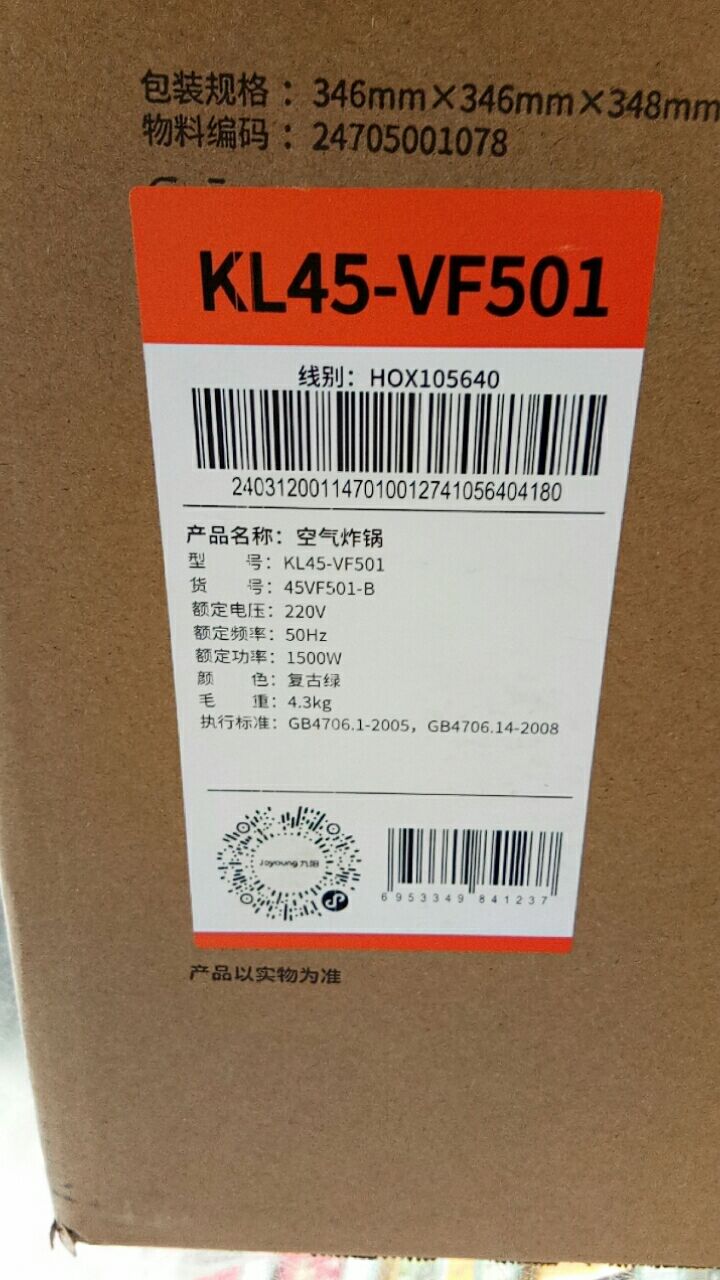 包装规格：346mm×346mm×348mm
物料编码：24705001078
KL45-VF501
线别：HOX105640
240312001147010012741056404180
产品名称：空气炸锅
型　　号：KL45-VF501
货　　号：45VF501-B
额定电压：220V
额定频率：50Hz
额定功率：1500W
颜　　色：复古绿
毛　　重：4.3kg
执行标准：GB4706.1-2005，GB4706.14-2008
Joyoung九阳
6 953349 841237
产品以实物为准